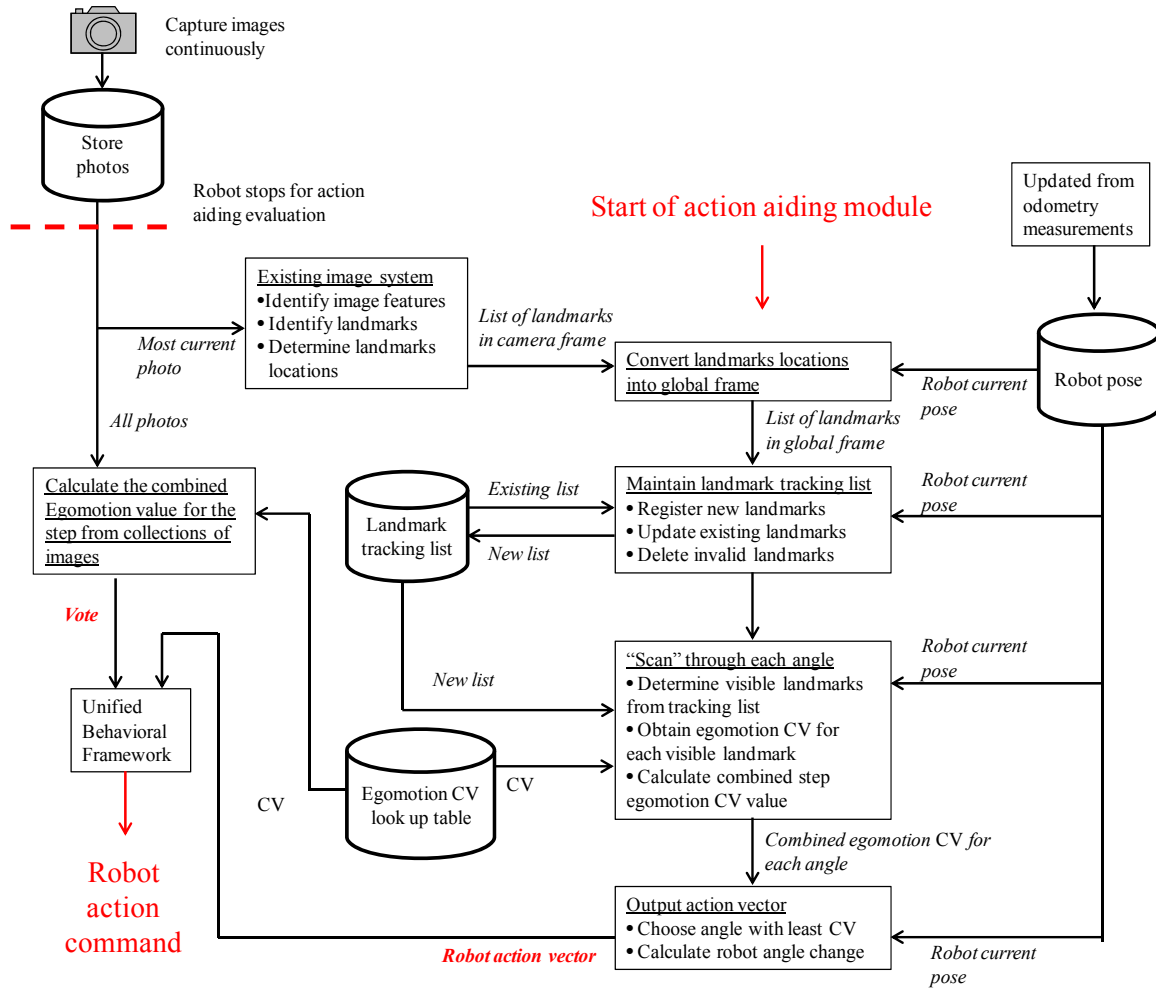 Capture images
continuously
Store
photos
Robot stops for action
aiding evaluation
Start of action aiding module
Updated from
odometry
measurements
Existing image system
•Identify image features
• Identify landmarks
• Determine landmarks
locations
Most current
photo
List of landmarks
in camera frame
Convert landmarks locations
into global frame
Robot current
pose
Robot pose
All photos
List of landmarks
in global frame
Calculate the combined
Egomotion value for the
step from collections of
images
Landmark
tracking list
Existing list
New list
Maintain landmark tracking list
• Register new landmarks
• Update existing landmarks
• Delete invalid landmarks
Robot current
pose
Vote
New list
“Scan” through each angle
• Determine visible landmarks
from tracking list
• Obtain egomotion CV for
each visible landmark
• Calculate combined step
egomotion CV value
Robot current
pose
Unified
Behavioral
Framework
CV
Egomotion CV
look up table
CV
Combined egomotion CV for
each angle
Robot
action
command
Robot action vector
Output action vector
• Choose angle with least CV
• Calculate robot angle change
Robot current
pose